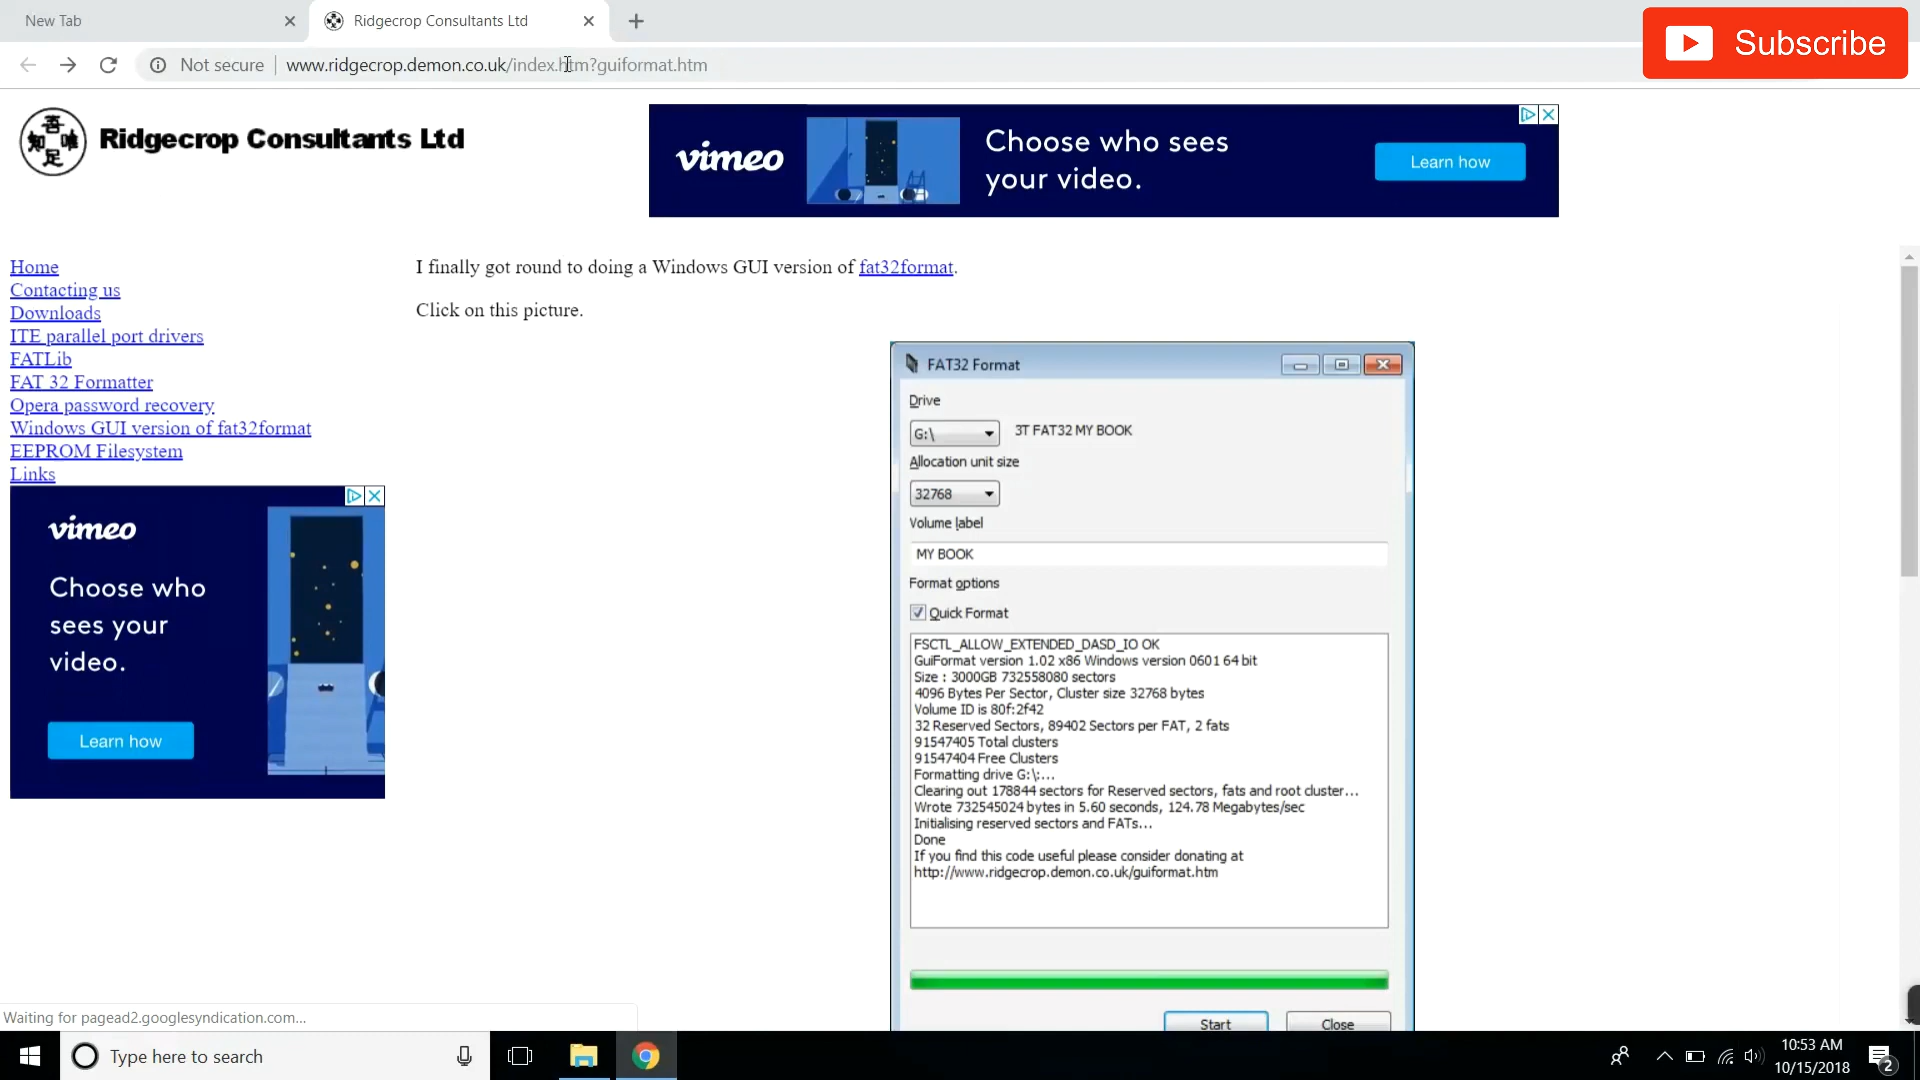 New Tab
Ridgecrop Consultants Ltd
Subscribe
Not secure
www.ridgecrop.demon.co.uk/index.htm?guiformat.htm
吾唯足知
Ridgecrop Consultants Ltd
vimeo
Choose who sees
your video.
Learn how
Home
Contacting us
Downloads
ITE parallel port drivers
FATLib
FAT 32 Formatter
Opera password recovery
Windows GUI version of fat32format
EEPROM Filesystem
Links
vimeo
Choose who
sees your
video.
Learn how
I finally got round to doing a Windows GUI version of fat32format.
Click on this picture.
FAT32 Format
Drive
G:\
3T FAT32 MY BOOK
Allocation unit size
32768
Volume label
MY BOOK
Format options
Quick Format
FSCTL_ALLOW_EXTENDED_DASD_IO OK
GuiFormat version 1.02 x86 Windows version 0601 64 bit
Size : 3000GB 732558080 sectors
4096 Bytes Per Sector, Cluster size 32768 bytes
Volume ID is 80f:2f42
32 Reserved Sectors, 89402 Sectors per FAT, 2 fats
91547405 Total clusters
91547404 Free Clusters
Formatting drive G:\:...
Clearing out 178844 sectors for Reserved sectors, fats and root cluster...
Wrote 732545024 bytes in 5.60 seconds, 124.78 Megabytes/sec
Initialising reserved sectors and FATs...
Done
If you find this code useful please consider donating at
http://www.ridgecrop.demon.co.uk/guiformat.htm
Start
Close
Waiting for pagead2.googlesyndication.com...
Type here to search
10:53 AM
10/15/2018
2